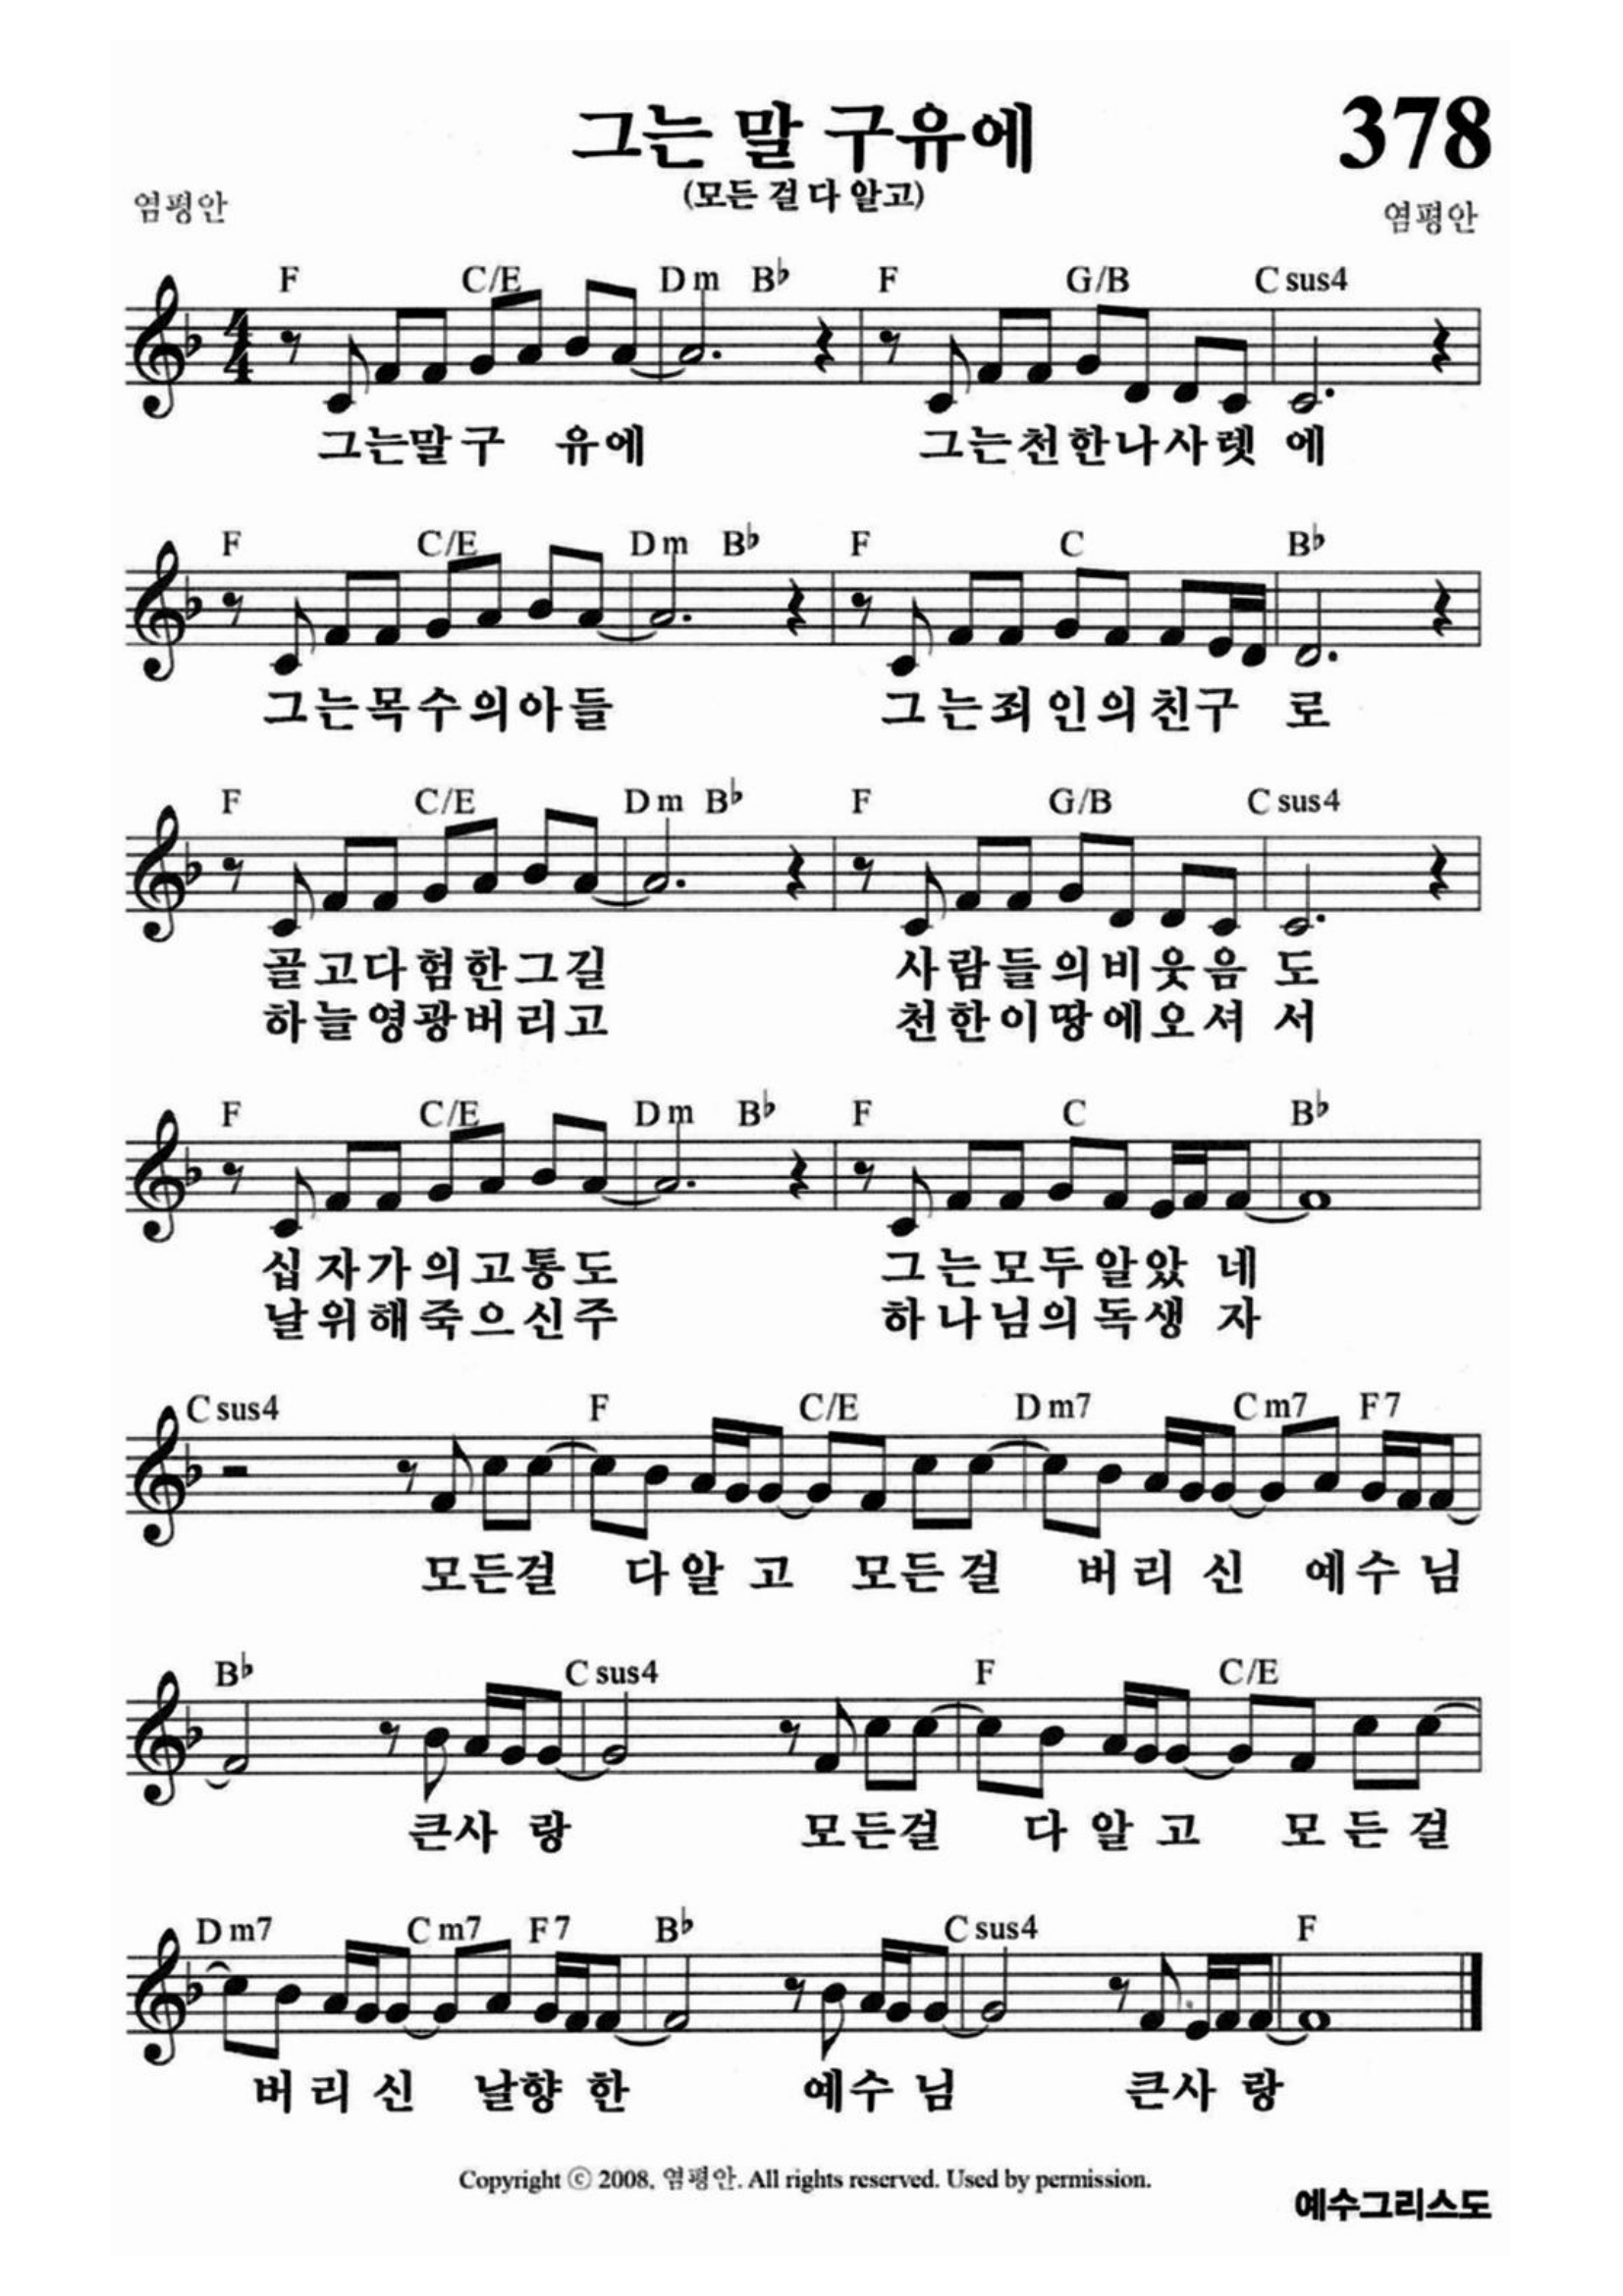 그는 말 구유에 378
(모든 걸 다 알고)
염평안 염평안
F C/E Dm B♭ F G/B Csus4
그는말구 유에 그는천한나사렛 에
F C/E Dm B♭ F C B♭
그는목수의아들 그는죄인의친구 로
F C/E Dm B♭ F G/B Csus4
골고다험한그길 사람들의비웃음 도
하늘영광버리고 천한이땅에오셔 서
F C/E Dm B♭ F C B♭
십자가의고통도 그는모두알았 네
날위해죽으신주 하나님의독생 자
Csus4 F C/E Dm7 Cm7 F7
모든걸 다알 고 모든걸 버리 신 예수 님
B♭ Csus4 F C/E
큰사 랑 모든걸 다 알 고 모 든 걸
Dm7 Cm7 F7 B♭ Csus4 F
버 리 신 날향 한 예수 님 큰사 랑
Copyright ⓒ 2008, 염평안. All rights reserved. Used by permission.
예수그리스도